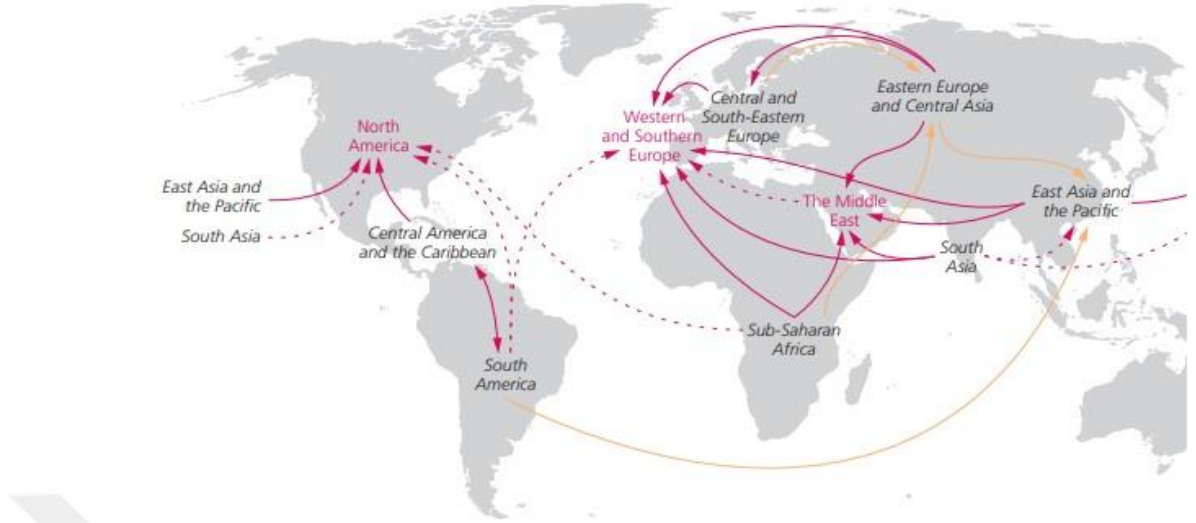 North
America
East Asia and
the Pacific
South Asia
Central America
and the Caribbean
South
America
Western
and Southern
Europe
Central and
South-Eastern
Europe
Eastern Europe
and Central Asia
The Middle
East
East Asia and
the Pacific
South
Asia
Sub-Saharan
Africa